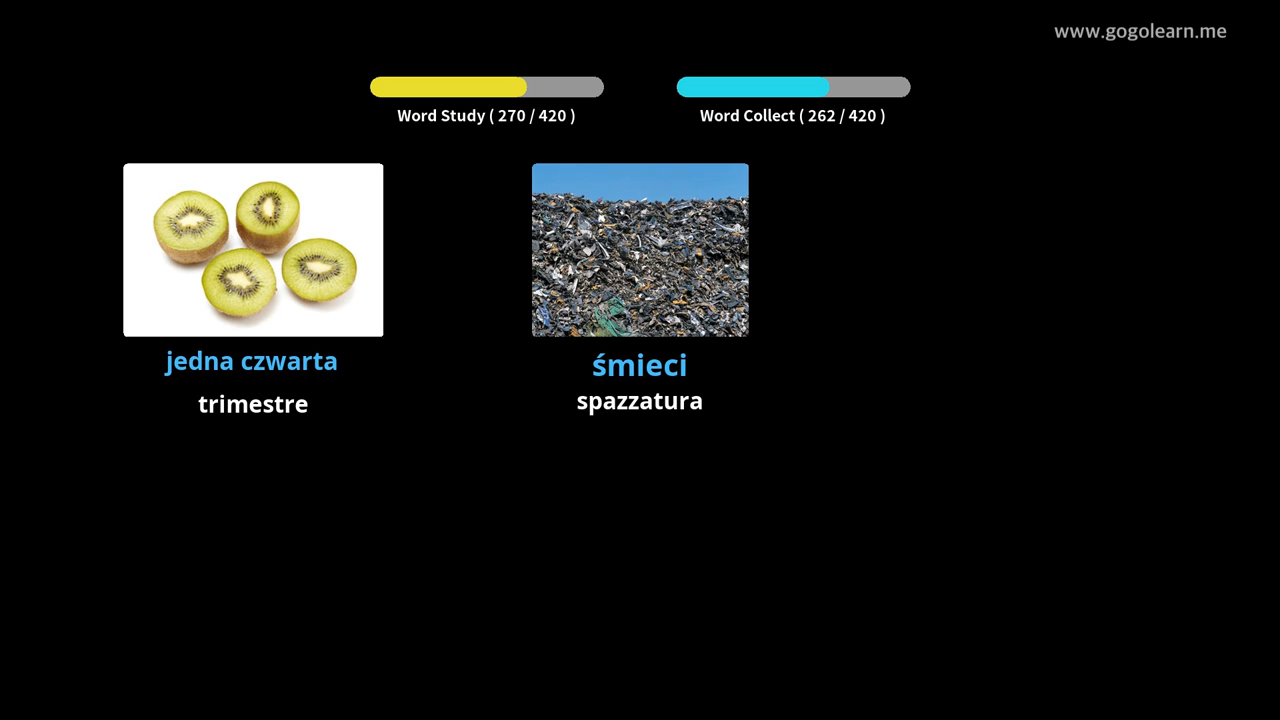 www.gogolearn.me
Word Study ( 270 / 420 )
Word Collect ( 262 / 420 )
jedna czwarta
trimestre
śmieci
spazzatura